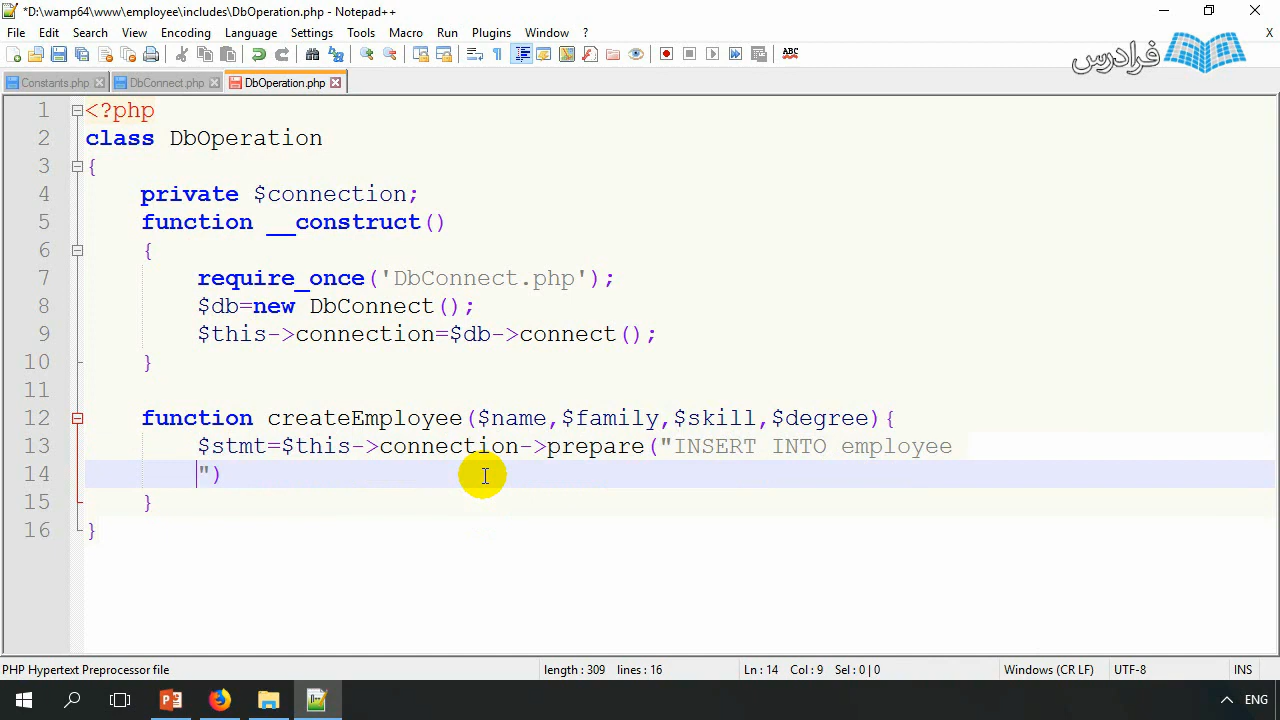 *D:\wamp64\www\employee\includes\DbOperation.php - Notepad++
File Edit Search View Encoding Language Settings Tools Macro Run Plugins Window ? X
فرادرس
Constants.php DbConnect.php DbOperation.php
1 <?php
2 class DbOperation
3 {
4 private $connection;
5 function __construct()
6 {
7 require_once('DbConnect.php');
8 $db=new DbConnect();
9 $this->connection=$db->connect();
10 }
11
12 function createEmployee($name,$family,$skill,$degree){
13 $stmt=$this->connection->prepare("INSERT INTO employee
14 ")
15 }
16 }
PHP Hypertext Preprocessor file length : 309 lines : 16 Ln : 14 Col : 9 Sel : 0 | 0 Windows (CR LF) UTF-8 INS
ENG